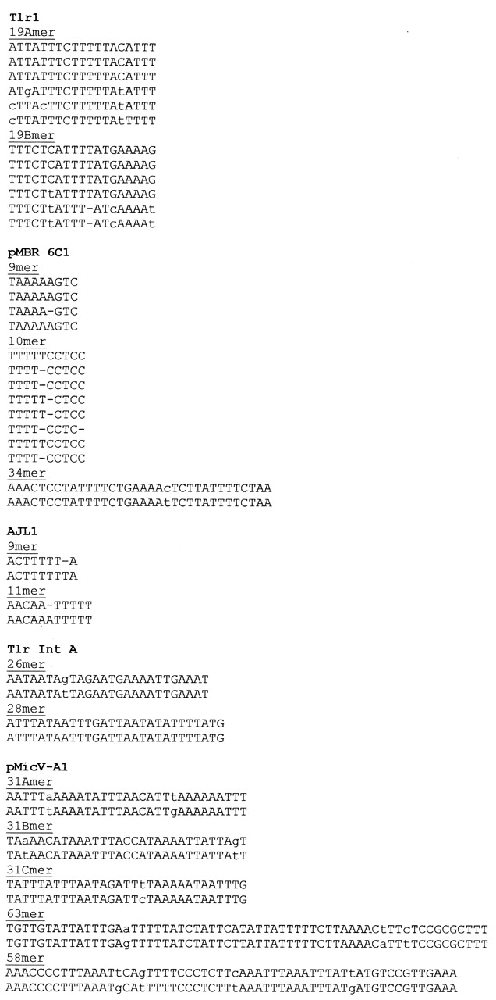 Tlr1
19Amer
ATTATTTCTTTTTACATTT
ATTATTTCTTTTTACATTT
ATTATTTCTTTTTACATTT
ATgATTTCTTTTTAtATTT
cTTAcTTCTTTTTAtATTT
cTTATTTCTTTTTAtTTTT
19Bmer
TTTCTCATTTTATGAAAAG
TTTCTCATTTTATGAAAAG
TTTCTCATTTTATGAAAAG
TTTCTtATTTTATGAAAAG
TTTCTtATTT-ATcAAAAt
TTTCTtATTT-ATcAAAAt
pMBR 6C1
9mer
TAAAAAGTC
TAAAAAGTC
TAAAA-GTC
TAAAAAGTC
10mer
TTTTTCCTCC
TTTT-CCTCC
TTTT-CCTCC
TTTTT-CTCC
TTTTT-CTCC
TTTT-CCTC-
TTTTTCCTCC
TTTT-CCTCC
34mer
AAACTCCTATTTTCTGAAAAcTCTTATTTTCTAA
AAACTCCTATTTTCTGAAAAtTCTTATTTTCTAA
AJL1
9mer
ACTTTTT-A
ACTTTTTTA
11mer
AACAA-TTTTT
AACAAATTTTT
Tlr Int A
26mer
AATAATAgTAGAATGAAAATTGAAAT
AATAATAtTAGAATGAAAATTGAAAT
28mer
ATTTATAATTTGATTAATATATTTTATG
ATTTATAATTTGATTAATATATTTTATG
pMicV-A1
31Amer
AATTTaAAAATATTTAACATTtAAAAAATTT
AATTTtAAAATATTTAACATTgAAAAAATTT
31Bmer
TAaAACATAAATTTACCATAAAATTATTAgT
TAtAACATAAATTTACCATAAAATTATTAtT
31Cmer
TATTTATTTAATAGATTtTAAAAATAATTTG
TATTTATTTAATAGATTcTAAAAATAATTTG
63mer
TGTTGTATTATTTGAaTTTTTATCTATTCATATTATTTTTCTTAAAACtTTcTCCGCGCTTT
TGTTGTATTATTTGAgTTTTTATCTATTCTTATTATTTTTCTTAAAACaTTtTCCGCGCTTT
58mer
AAACCCCTTTAAATtCAgTTTTCCCTCTTcAAATTTAAATTTATtATGTCCGTTGAAA
AAACCCCTTTAAATgCAtTTTTCCCTCTTtAAATTTAAATTTATgATGTCCGTTGAAA